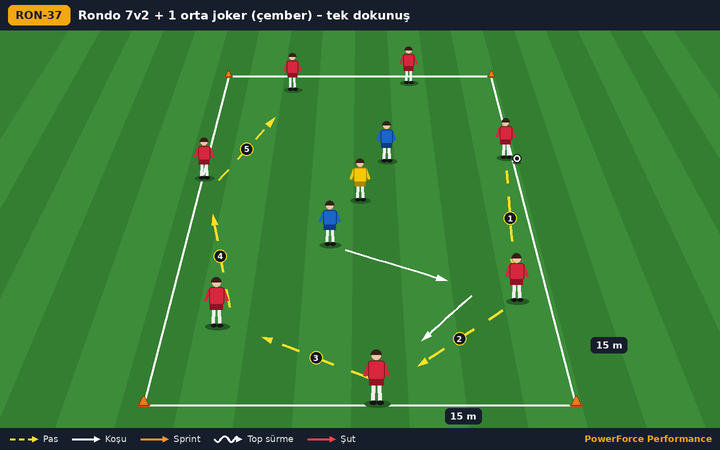 RON-37 Rondo 7v2 + 1 orta joker (çember) – tek dokunuş
5
1
4
2
3
15 m
15 m
Pas Koşu Sprint Top sürme Şut PowerForce Performance